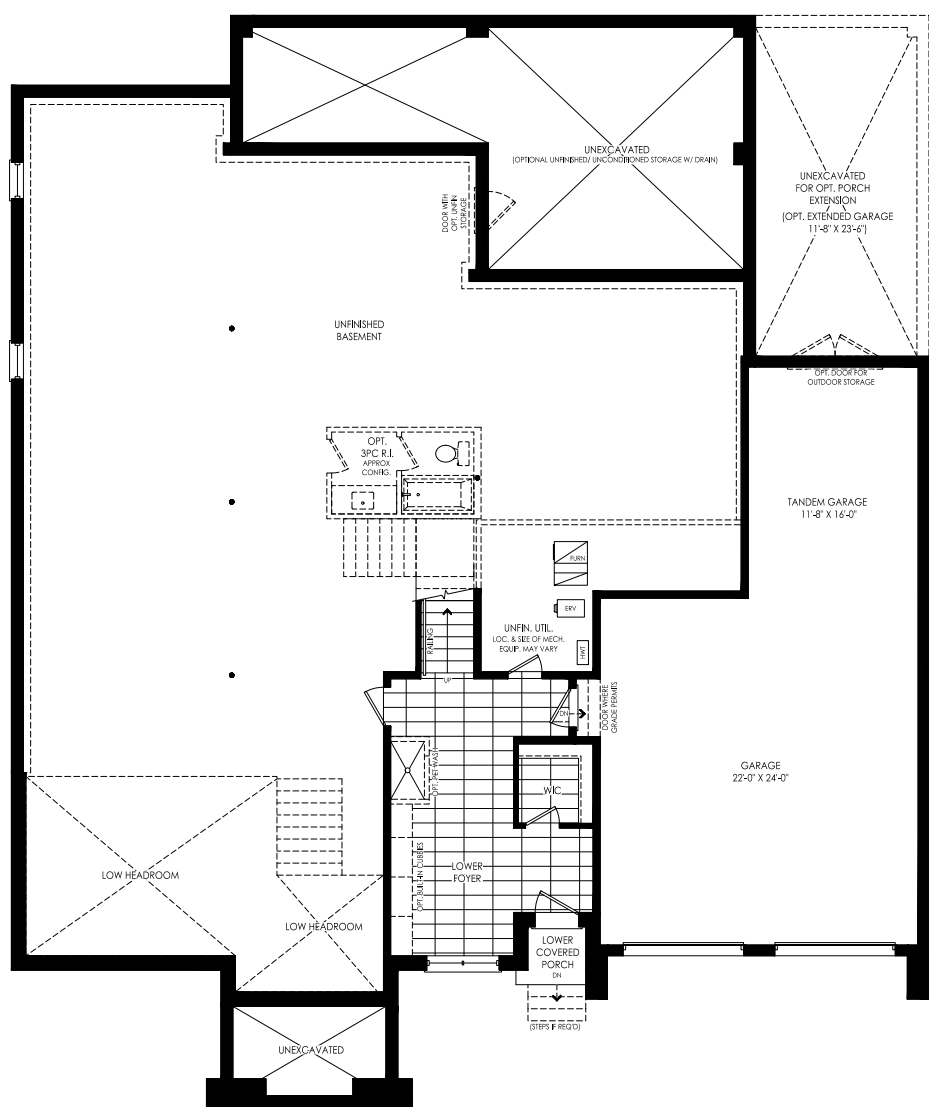 UNEXCAVATED
(OPTIONAL UNFINISHED/ UNCONDITIONED STORAGE W/ DRAIN)
UNEXCAVATED
FOR OPT. PORCH
EXTENSION
(OPT. EXTENDED GARAGE
11'-8" X 23'-6")
DOOR WITH
OPT. UNFIN
STORAGE
UNFINISHED
BASEMENT
OPT. DOOR FOR
OUTDOOR STORAGE
OPT.
3PC R.I.
APPROX
CONFIG.
TANDEM GARAGE
11'-8" X 16'-0"
FURN
ERV
HWT
UNFIN. UTIL.
LOC. & SIZE OF MECH.
EQUIP. MAY VARY
RAILING
UP
DN
DOOR WHERE
GRADE PERMITS
OPT. PET WASH
WIC
GARAGE
22'-0" X 24'-0"
OPT. BUILT-IN CUBBIES
LOWER
FOYER
LOW HEADROOM
LOW HEADROOM
LOWER
COVERED
PORCH
DN
(STEPS IF REQ'D)
UNEXCAVATED